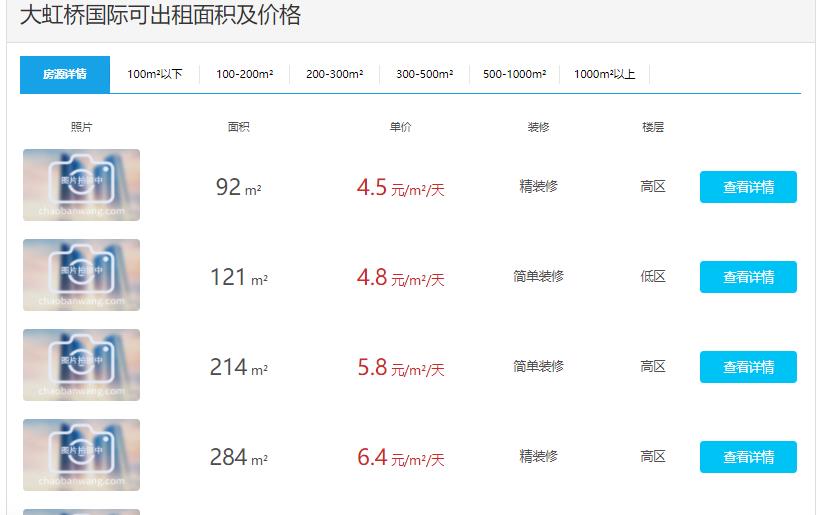 大虹桥国际可出租面积及价格
房源详情 100m²以下 100-200m² 200-300m² 300-500m² 500-1000m² 1000m²以上
照片 面积 单价 装修 楼层
图片拍摄中
chaobanwang.com
92 m² 4.5 元/m²/天 精装修 高区 查看详情
图片拍摄中
chaobanwang.com
121 m² 4.8 元/m²/天 简单装修 低区 查看详情
图片拍摄中
chaobanwang.com
214 m² 5.8 元/m²/天 简单装修 高区 查看详情
图片拍摄中
chaobanwang.com
284 m² 6.4 元/m²/天 精装修 高区 查看详情